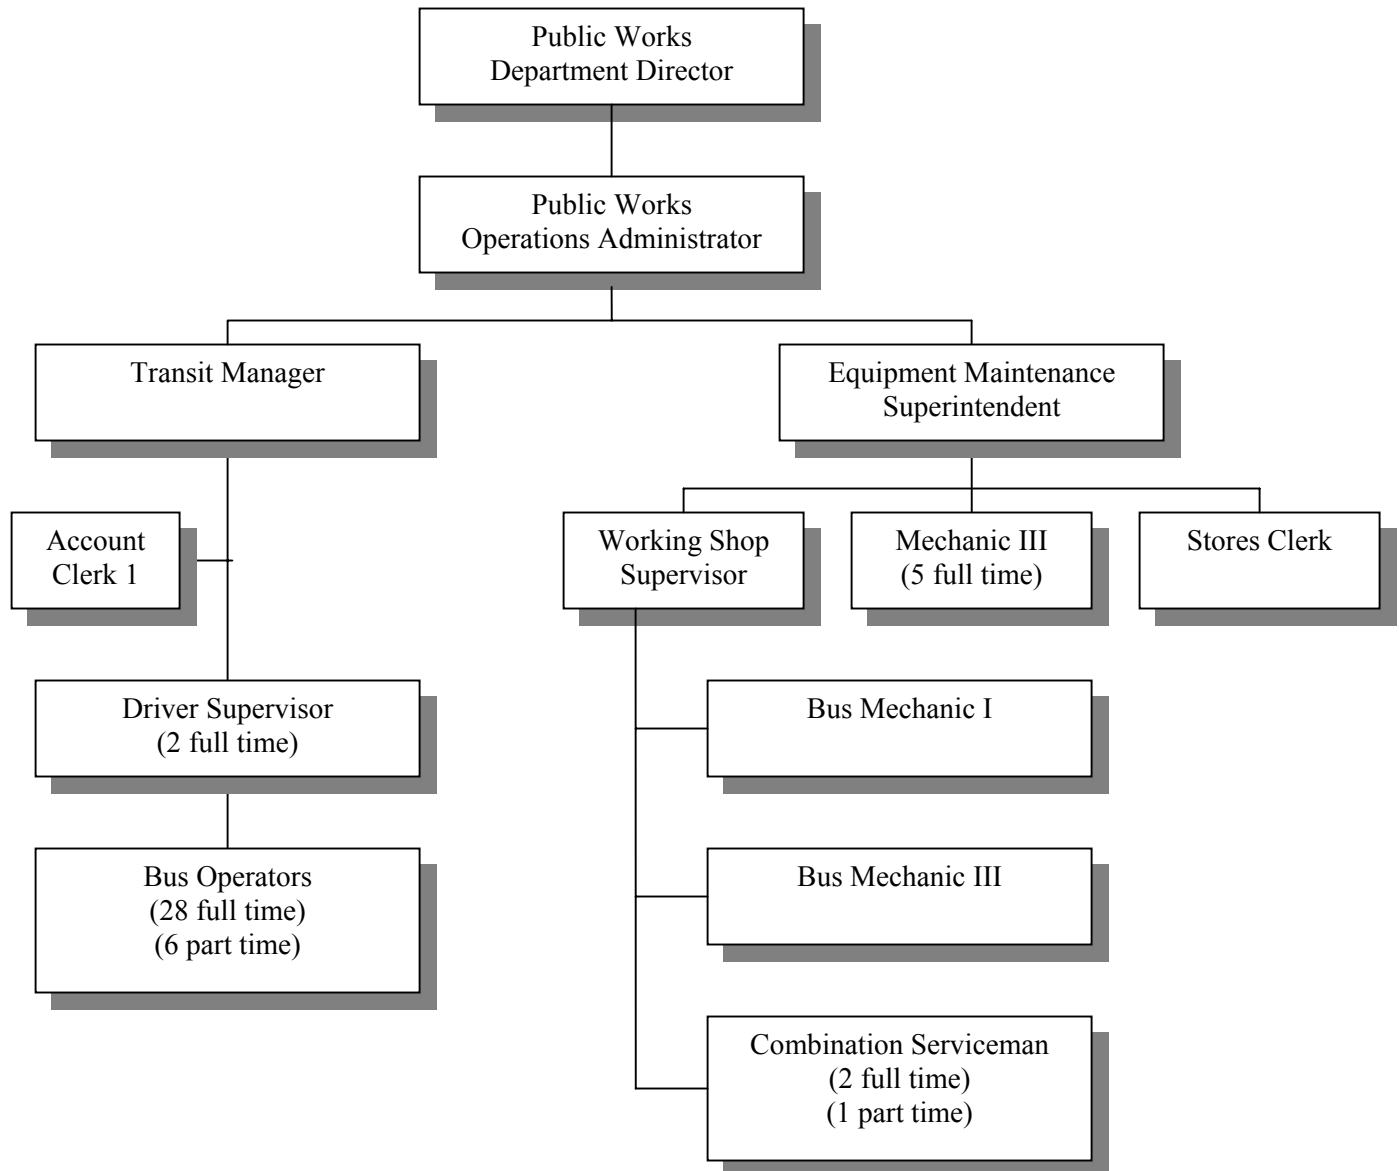 Public Works
Department Director
Public Works
Operations Administrator
Transit Manager
Equipment Maintenance
Superintendent
Account
Clerk 1
Working Shop
Supervisor
Mechanic III
(5 full time)
Stores Clerk
Driver Supervisor
(2 full time)
Bus Mechanic I
Bus Operators
(28 full time)
(6 part time)
Bus Mechanic III
Combination Serviceman
(2 full time)
(1 part time)